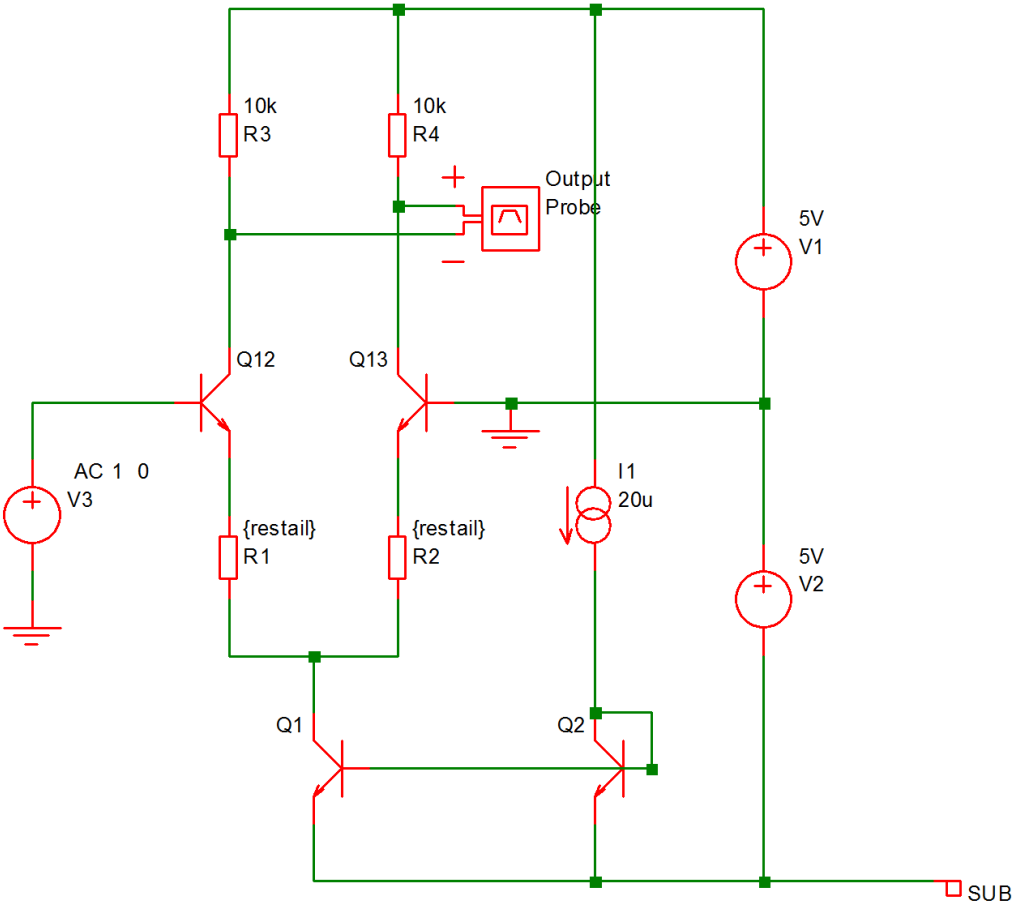 10k
R3
10k
R4
+
Output
Probe
−
5V
+
V1
Q12
Q13
AC 1 0
+
V3
I1
20u
{restail}
R1
{restail}
R2
5V
+
V2
Q1
Q2
SUB